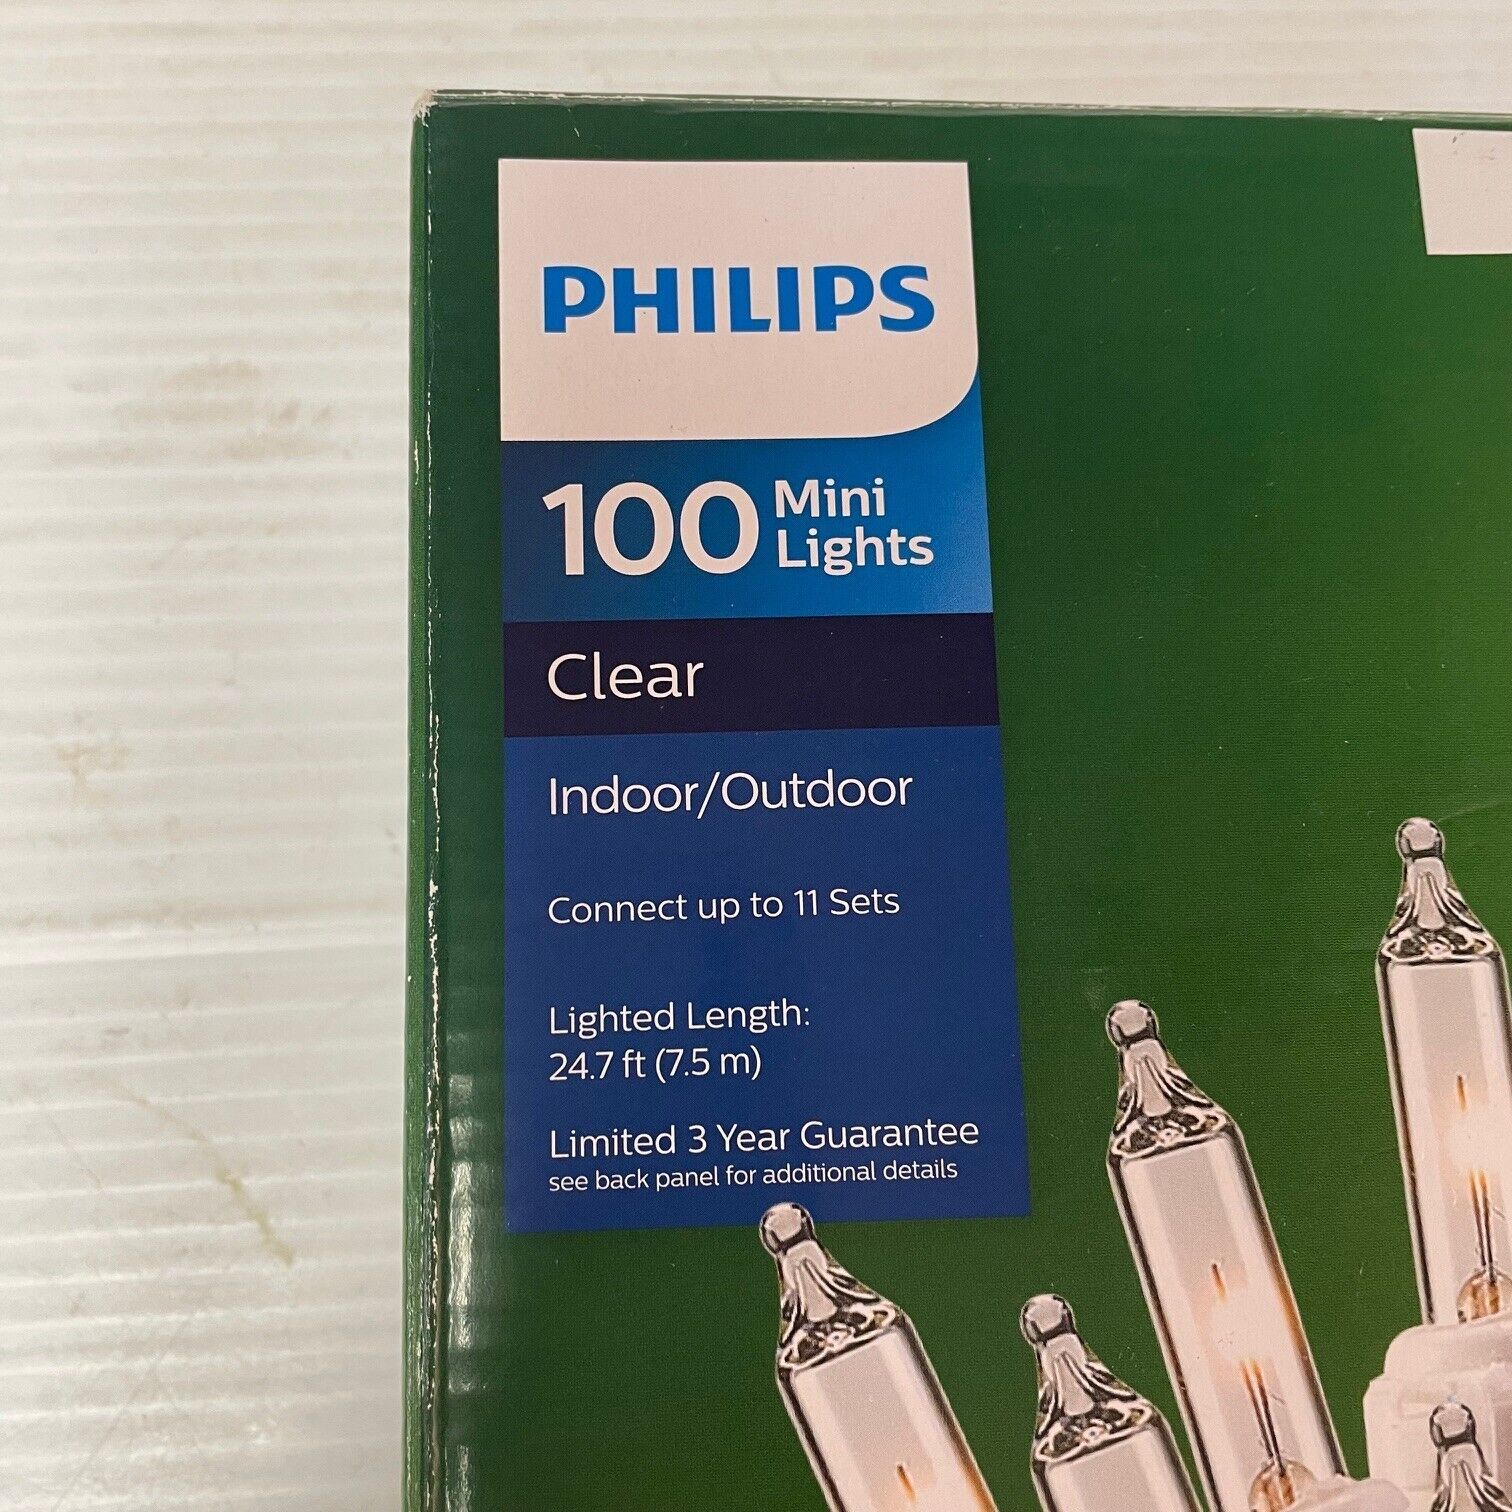 PHILIPS
100 Mini
Lights
Clear
Indoor/Outdoor
Connect up to 11 Sets
Lighted Length:
24.7 ft (7.5 m)
Limited 3 Year Guarantee
see back panel for additional details